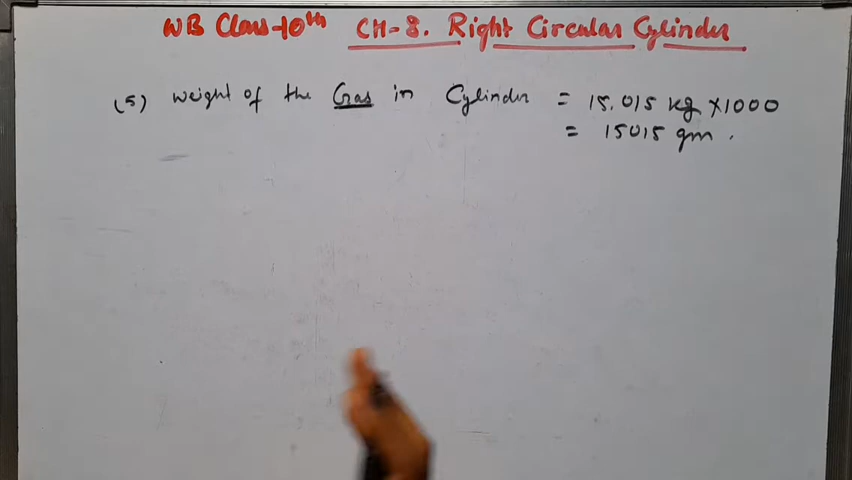 WB Class-10th CH-8. Right Circular Cylinder
(5) weight of the Gas in Cylinder = 15.015 kg ×1000
= 15015 gm.